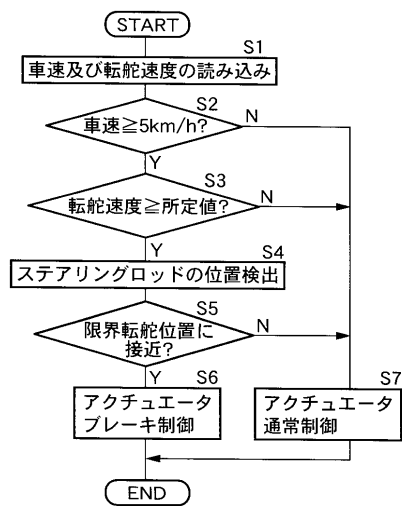 START
S1
車速及び転舵速度の読み込み
S2
車速≧5km/h?
N
Y
S3
転舵速度≧所定値?
N
Y
S4
ステアリングロッドの位置検出
S5
限界転舵位置に
接近?
N
Y
S6
アクチュエータ
ブレーキ制御
S7
アクチュエータ
通常制御
END